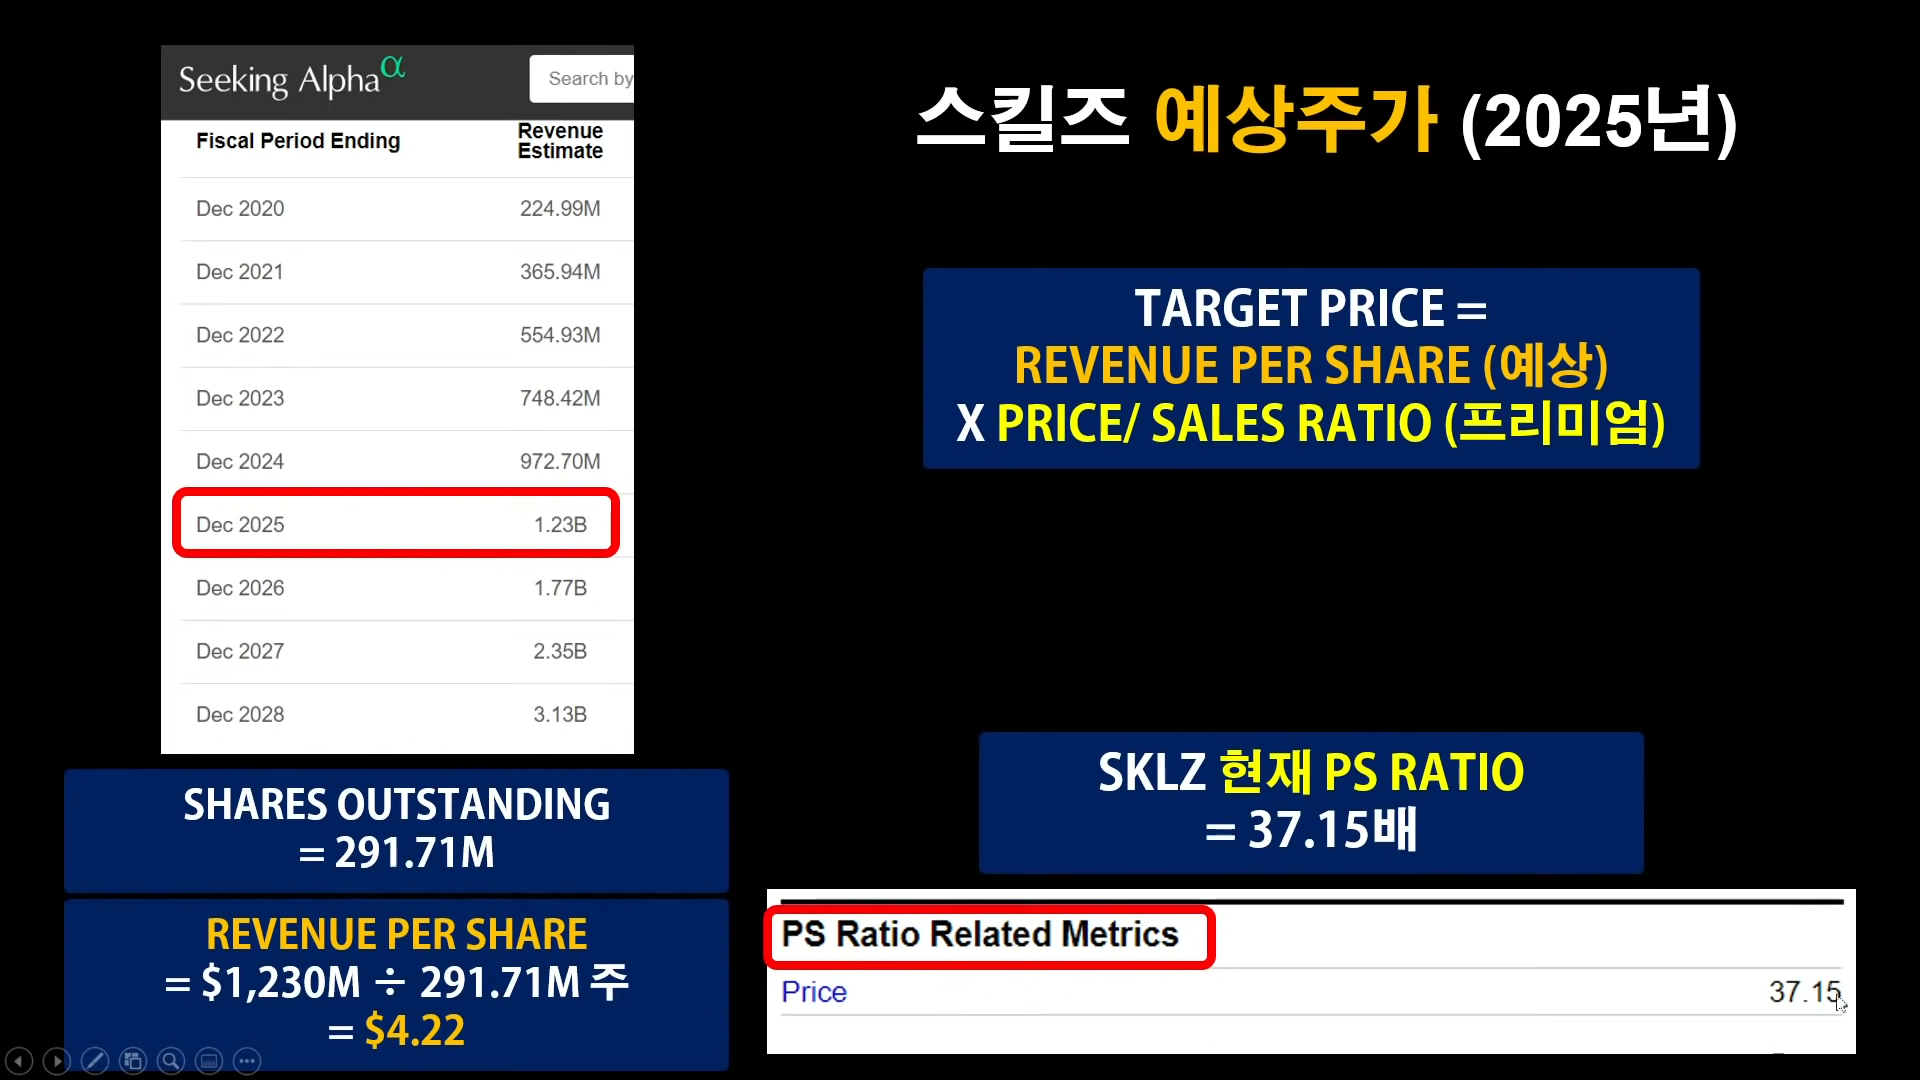 Seeking Alpha α
Search by
Fiscal Period Ending
Revenue
Estimate
Dec 2020 224.99M
Dec 2021 365.94M
Dec 2022 554.93M
Dec 2023 748.42M
Dec 2024 972.70M
Dec 2025 1.23B
Dec 2026 1.77B
Dec 2027 2.35B
Dec 2028 3.13B
SHARES OUTSTANDING
= 291.71M
REVENUE PER SHARE
= $1,230M ÷ 291.71M 주
= $4.22
스킬즈 예상주가 (2025년)
TARGET PRICE =
REVENUE PER SHARE (예상)
X PRICE/ SALES RATIO (프리미엄)
SKLZ 현재 PS RATIO
= 37.15배
PS Ratio Related Metrics
Price 37.15